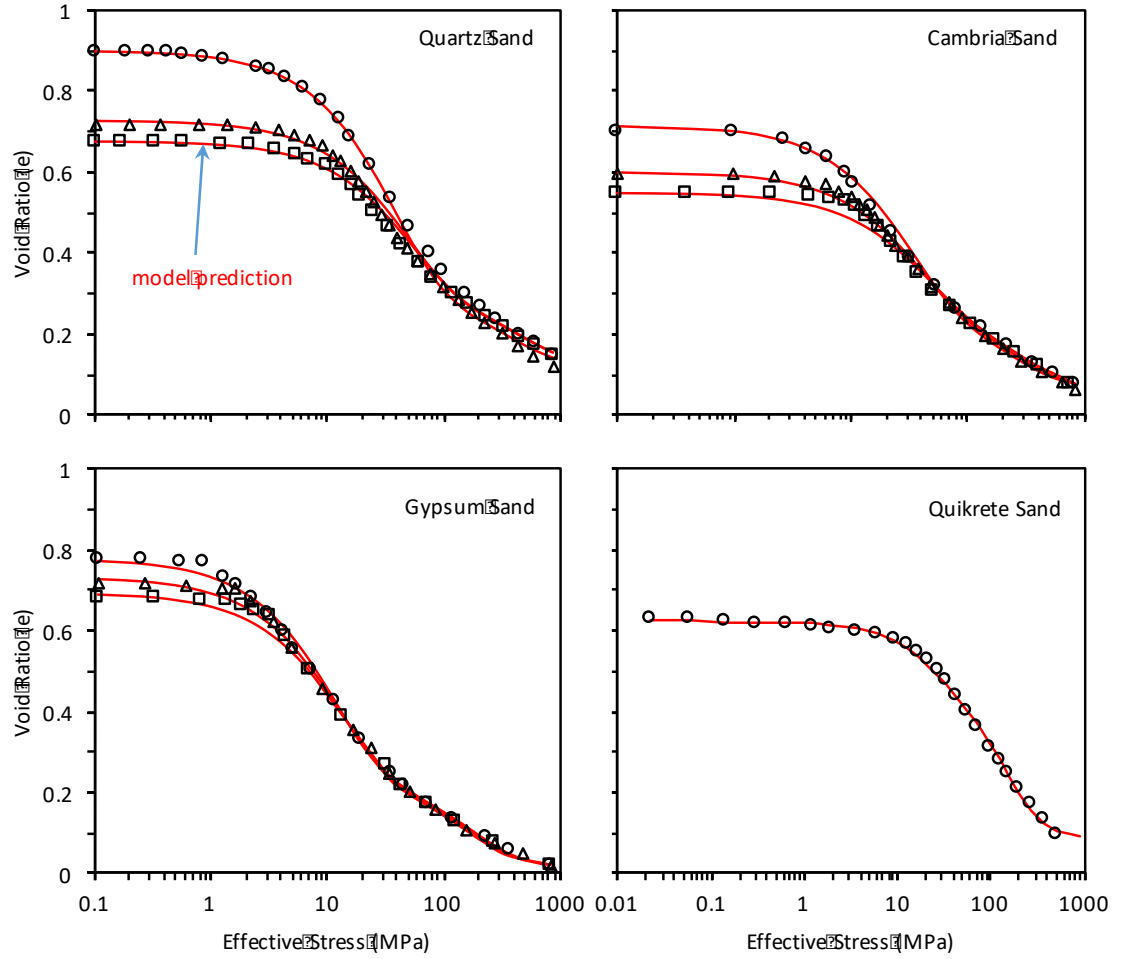 1
0.8
0.6
0.4
0.2
0
Void Ratio (e)
Quartz Sand
model prediction
Cambria Sand
1
0.8
0.6
0.4
0.2
0
Void Ratio (e)
Gypsum Sand
Quikrete Sand
0.1 1 10 100 1000
0.01 0.1 1 10 100 1000
Effective Stress (MPa)
Effective Stress (MPa)